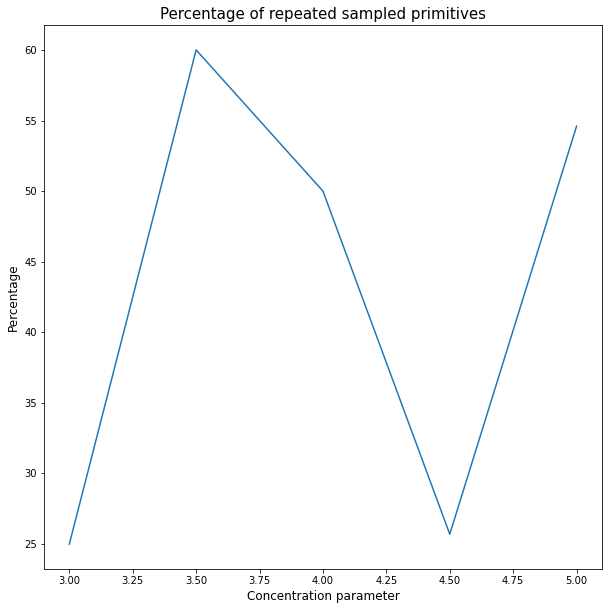 Percentage of repeated sampled primitives
60
55
50
45
40
35
30
25
Percentage
3.00 3.25 3.50 3.75 4.00 4.25 4.50 4.75 5.00
Concentration parameter